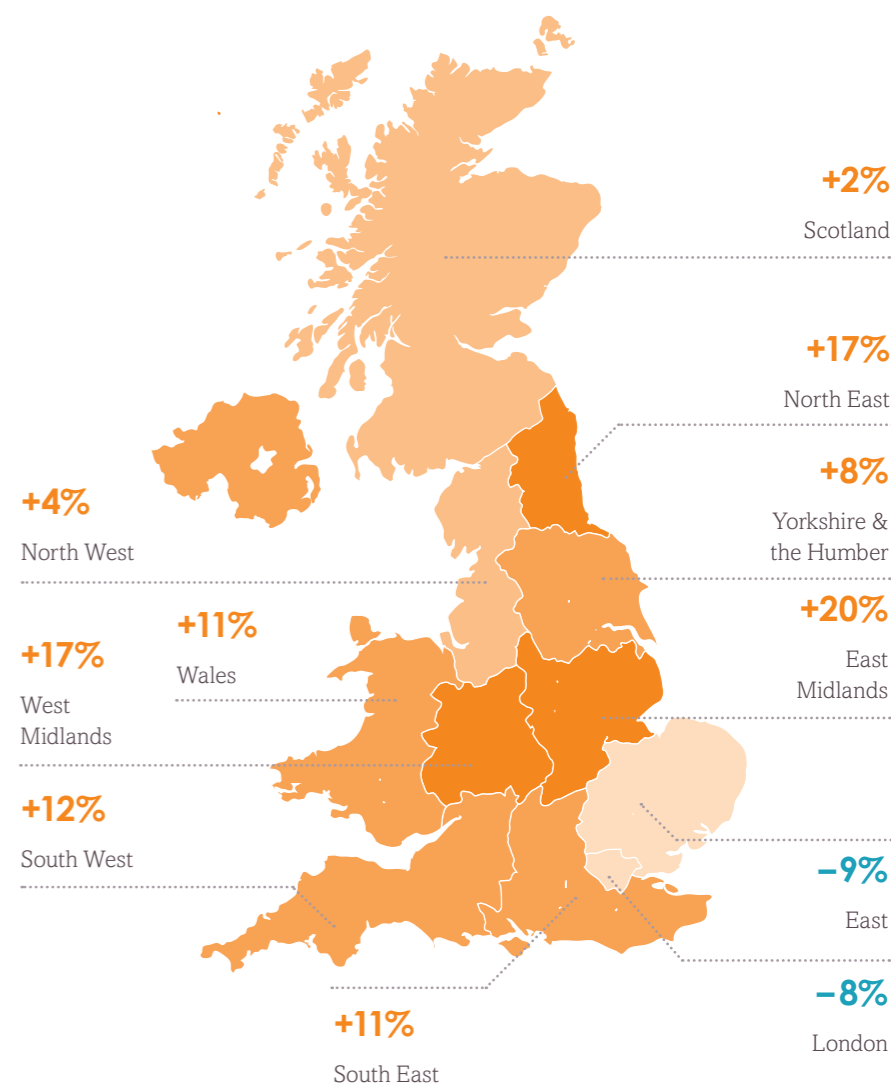 +2%
Scotland
+17%
North East
+8%
Yorkshire &
the Humber
+4%
North West
+20%
East
Midlands
+11%
Wales
+17%
West
Midlands
+12%
South West
–9%
East
–8%
London
+11%
South East